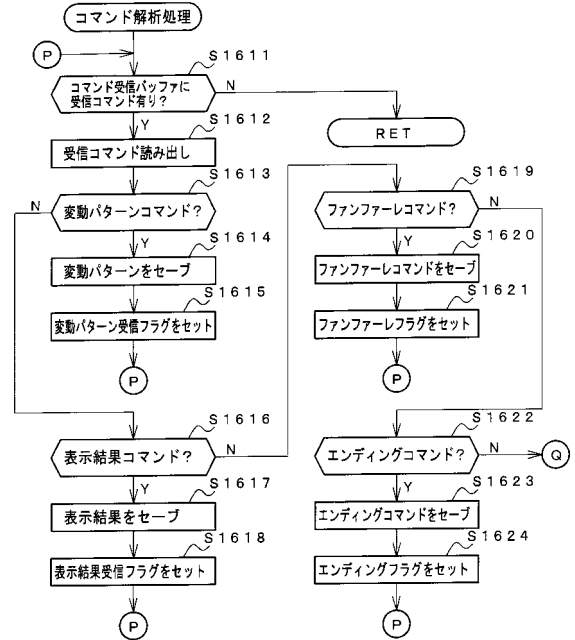 コマンド解析処理
P
S1611
コマンド受信バッファに
受信コマンド有り？
N
Y
RET
S1612
受信コマンド読み出し
S1613
変動パターンコマンド？
N
Y
S1614
変動パターンをセーブ
S1615
変動パターン受信フラグをセット
P
S1616
表示結果コマンド？
N
Y
S1617
表示結果をセーブ
S1618
表示結果受信フラグをセット
P
S1619
ファンファーレコマンド？
N
Y
S1620
ファンファーレコマンドをセーブ
S1621
ファンファーレフラグをセット
P
S1622
エンディングコマンド？
N
Q
Y
S1623
エンディングコマンドをセーブ
S1624
エンディングフラグをセット
P